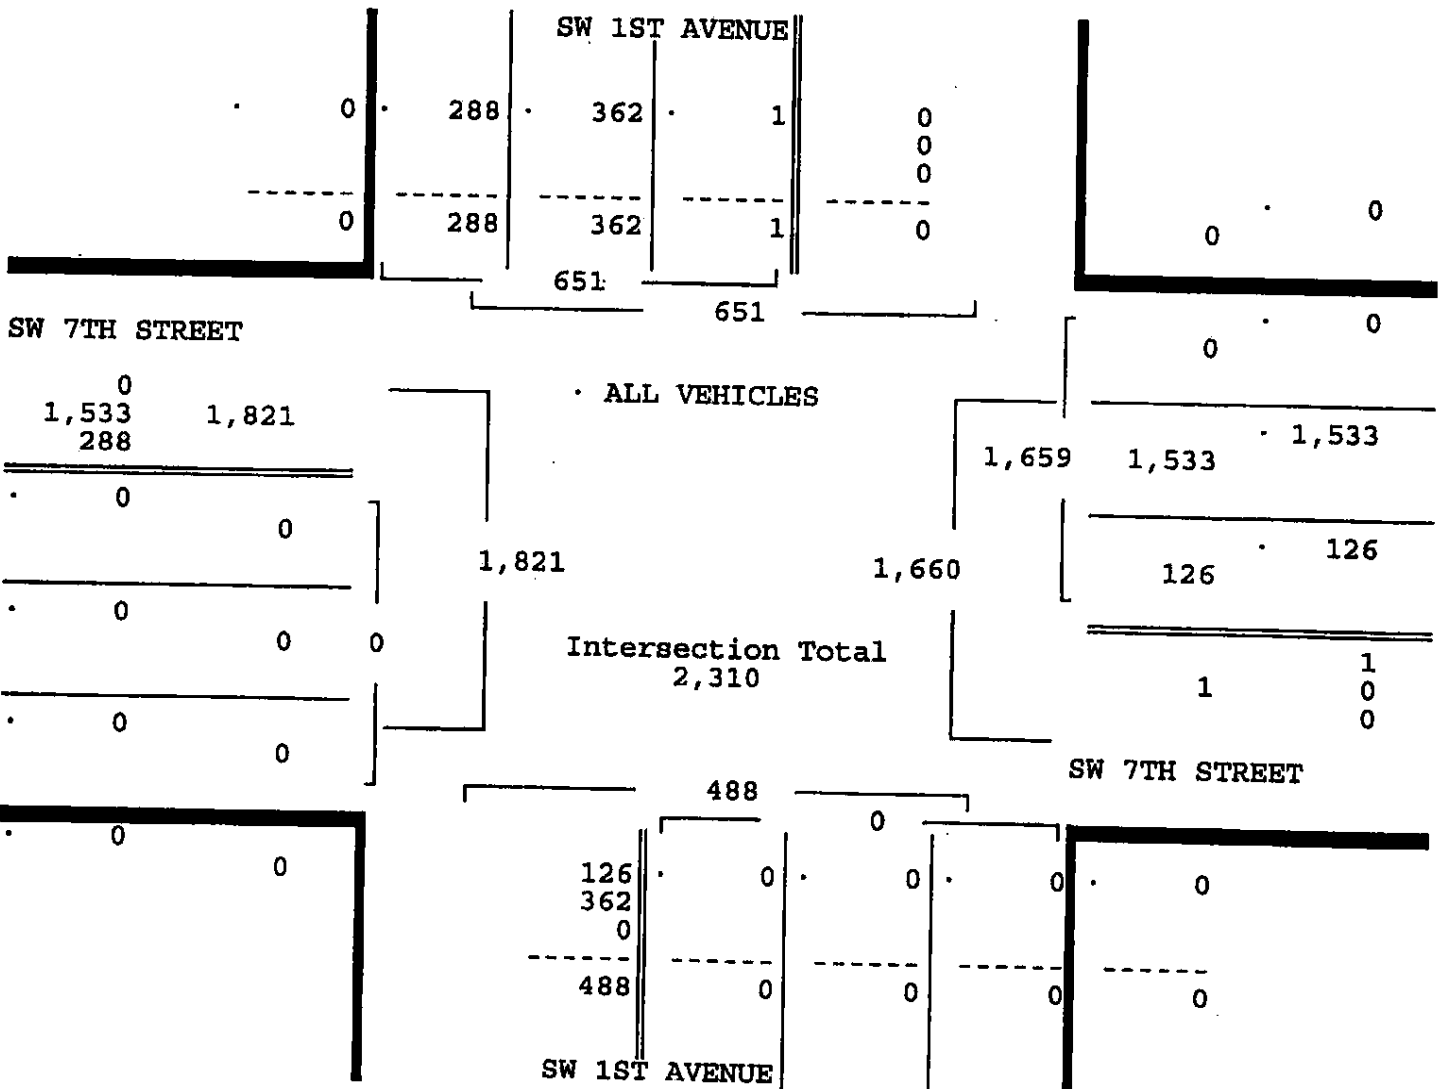 SW 1ST AVENUE
0 288 362 1 0
0
0
0 288 362 1 0
0
0
651
651
SW 7TH STREET
0
0
0
1,533 1,821
288
ALL VEHICLES
1,533
1,659 1,533
0
0
126
1,821 1,660 126
0
0 0
Intersection Total
2,310
1
1 0
0
0
0
SW 7TH STREET
488
0
0
0
126 0 0 0 0
362
0
488 0 0 0 0
SW 1ST AVENUE